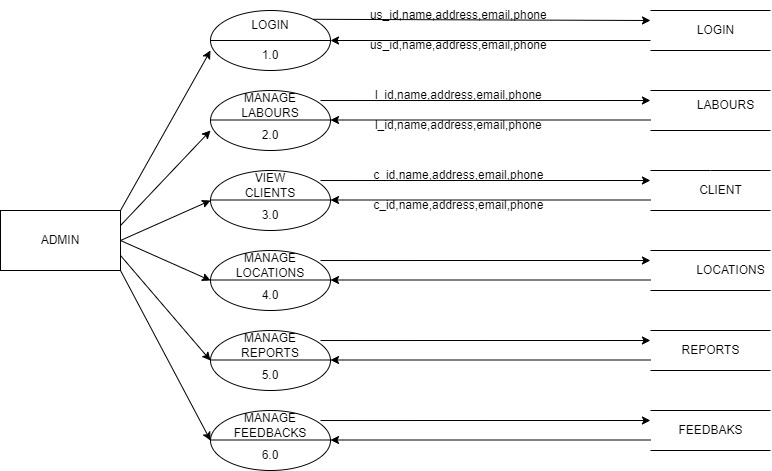 LOGIN
1.0
us_id,name,address,email,phone
us_id,name,address,email,phone
LOGIN
MANAGE
LABOURS
2.0
l_id,name,address,email,phone
l_id,name,address,email,phone
LABOURS
VIEW
CLIENTS
3.0
c_id,name,address,email,phone
c_id,name,address,email,phone
CLIENT
ADMIN
MANAGE
LOCATIONS
4.0
LOCATIONS
MANAGE
REPORTS
5.0
REPORTS
MANAGE
FEEDBACKS
6.0
FEEDBAKS